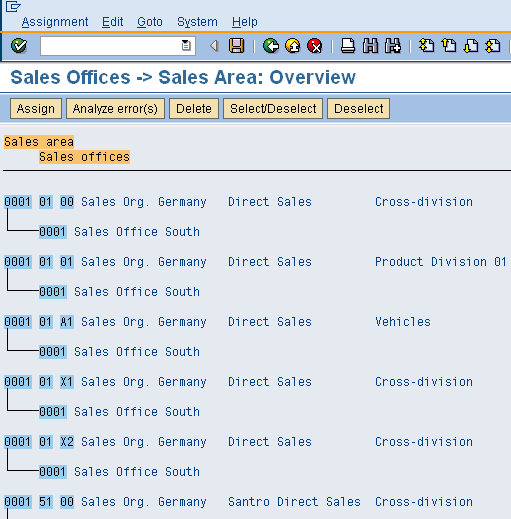 Assignment Edit Goto System Help
Sales Offices -> Sales Area: Overview
Assign Analyze error(s) Delete Select/Deselect Deselect
Sales area
Sales offices
0001 01 00 Sales Org. Germany Direct Sales Cross-division
0001 Sales Office South
0001 01 01 Sales Org. Germany Direct Sales Product Division 01
0001 Sales Office South
0001 01 A1 Sales Org. Germany Direct Sales Vehicles
0001 Sales Office South
0001 01 X1 Sales Org. Germany Direct Sales Cross-division
0001 Sales Office South
0001 01 X2 Sales Org. Germany Direct Sales Cross-division
0001 Sales Office South
0001 51 00 Sales Org. Germany Santro Direct Sales Cross-division